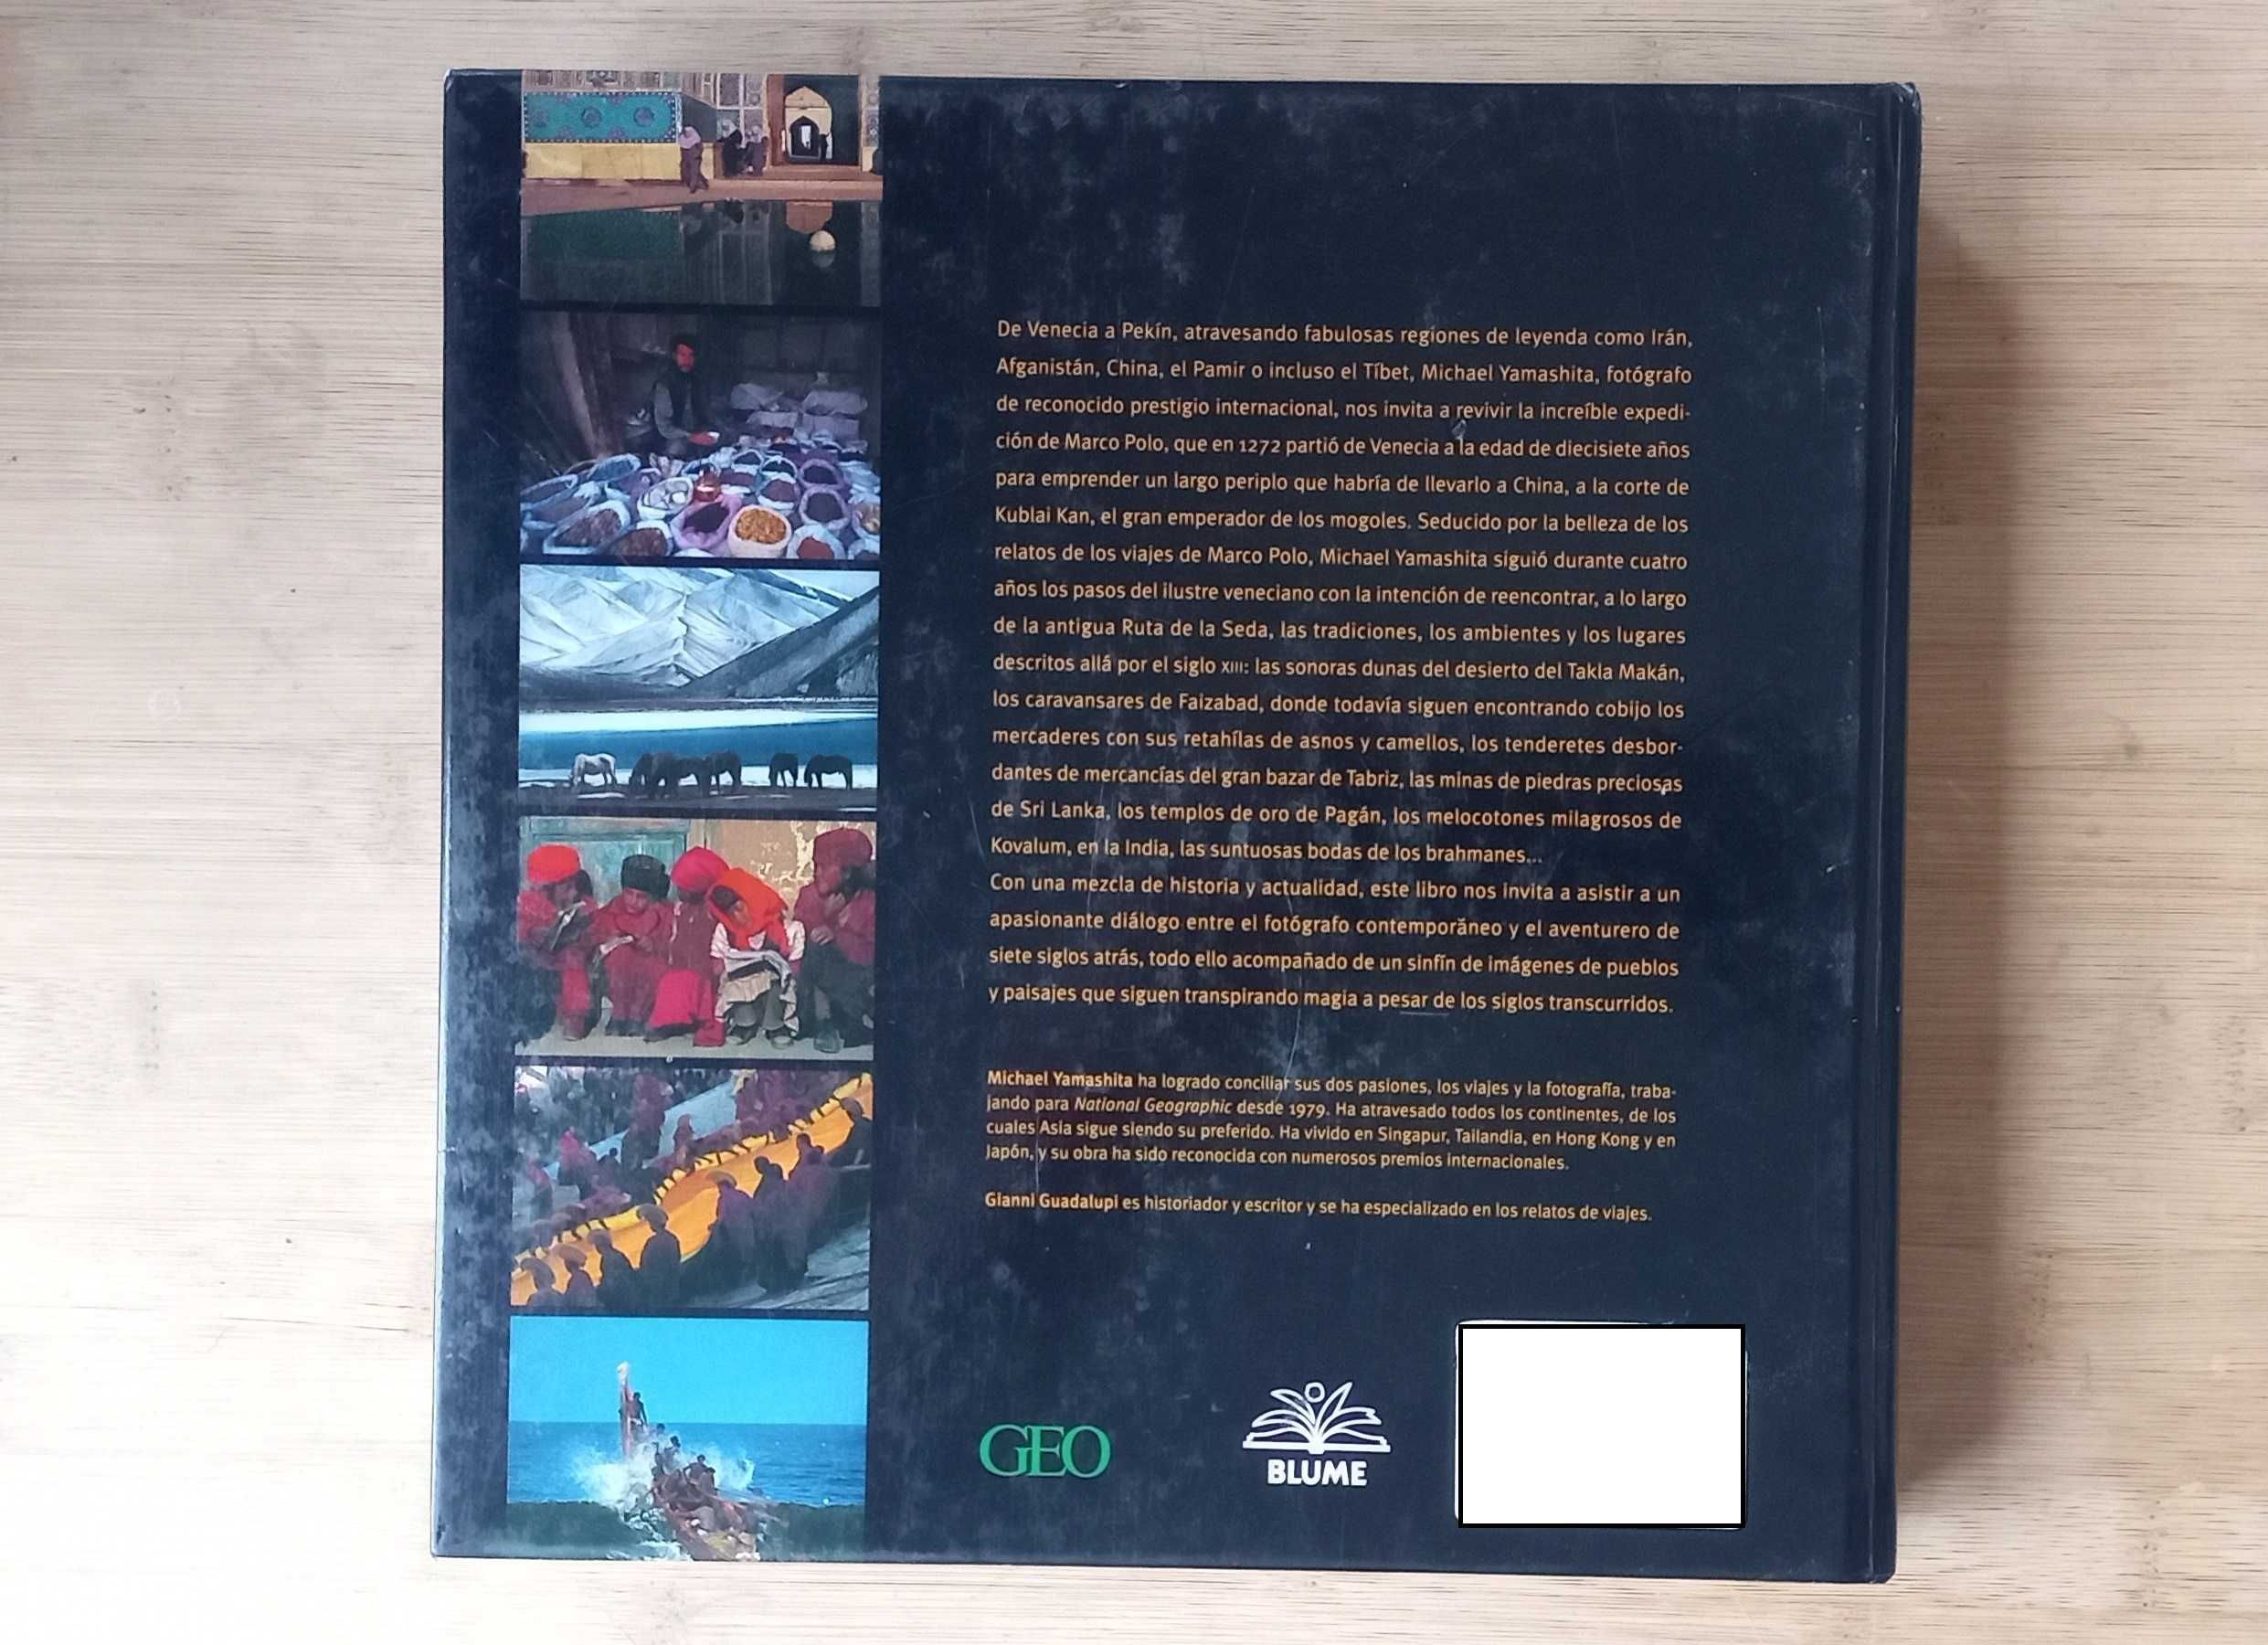 De Venecia a Pekín, atravesando fabulosas regiones de leyenda como Irán,
Afganistán, China, el Pamir o incluso el Tíbet, Michael Yamashita, fotógrafo
de reconocido prestigio internacional, nos invita a revivir la increíble expedi-
ción de Marco Polo, que en 1272 partió de Venecia a la edad de diecisiete años
para emprender un largo periplo que habría de llevarlo a China, a la corte de
Kublai Kan, el gran emperador de los mogoles. Seducido por la belleza de los
relatos de los viajes de Marco Polo, Michael Yamashita siguió durante cuatro
años los pasos del ilustre veneciano con la intención de reencontrar, a lo largo
de la antigua Ruta de la Seda, las tradiciones, los ambientes y los lugares
descritos allá por el siglo XIII: las sonoras dunas del desierto del Takla Makán,
los caravansares de Faizabad, donde todavía siguen encontrando cobijo los
mercaderes con sus retahílas de asnos y camellos, los tenderetes desbor-
dantes de mercancías del gran bazar de Tabriz, las minas de piedras preciosas
de Sri Lanka, los templos de oro de Pagán, los melocotones milagrosos de
Kovalum, en la India, las suntuosas bodas de los brahmanes...
Con una mezcla de historia y actualidad, este libro nos invita a asistir a un
apasionante diálogo entre el fotógrafo contemporáneo y el aventurero de
siete siglos atrás, todo ello acompañado de un sinfín de imágenes de pueblos
y paisajes que siguen transpirando magia a pesar de los siglos transcurridos.
Michael Yamashita ha logrado conciliar sus dos pasiones, los viajes y la fotografía, traba-
jando para National Geographic desde 1979. Ha atravesado todos los continentes, de los
cuales Asia sigue siendo su preferido. Ha vivido en Singapur, Tailandia, en Hong Kong y en
Japón, y su obra ha sido reconocida con numerosos premios internacionales.
Gianni Guadalupi es historiador y escritor y se ha especializado en los relatos de viajes.
GEO
BLUME